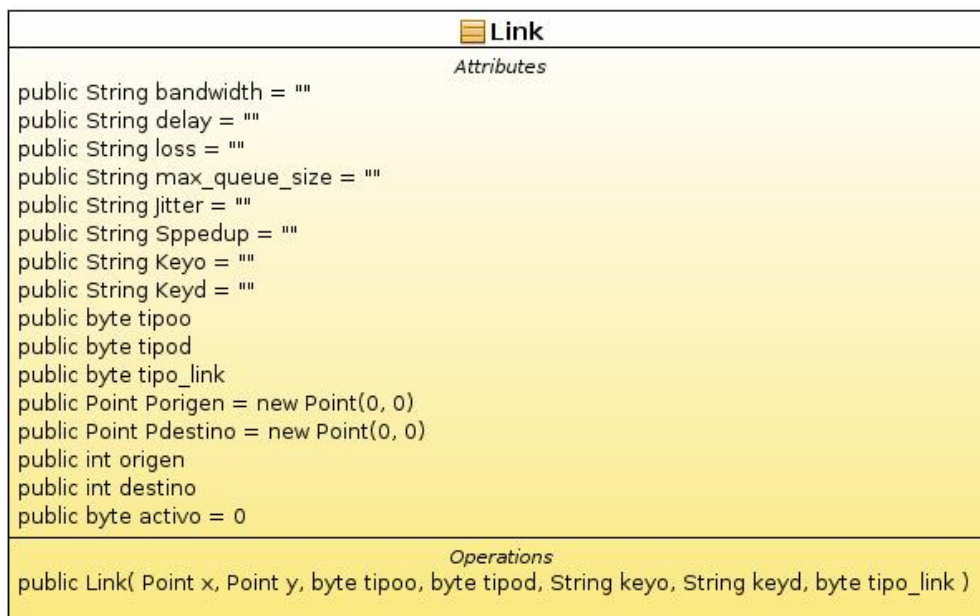 Link
Attributes
public String bandwidth = ""
public String delay = ""
public String loss = ""
public String max_queue_size = ""
public String Jitter = ""
public String Sppedup = ""
public String Keyo = ""
public String Keyd = ""
public byte tipoo
public byte tipod
public byte tipo_link
public Point Porigen = new Point(0, 0)
public Point Pdestino = new Point(0, 0)
public int origen
public int destino
public byte activo = 0
Operations
public Link( Point x, Point y, byte tipoo, byte tipod, String keyo, String keyd, byte tipo_link )